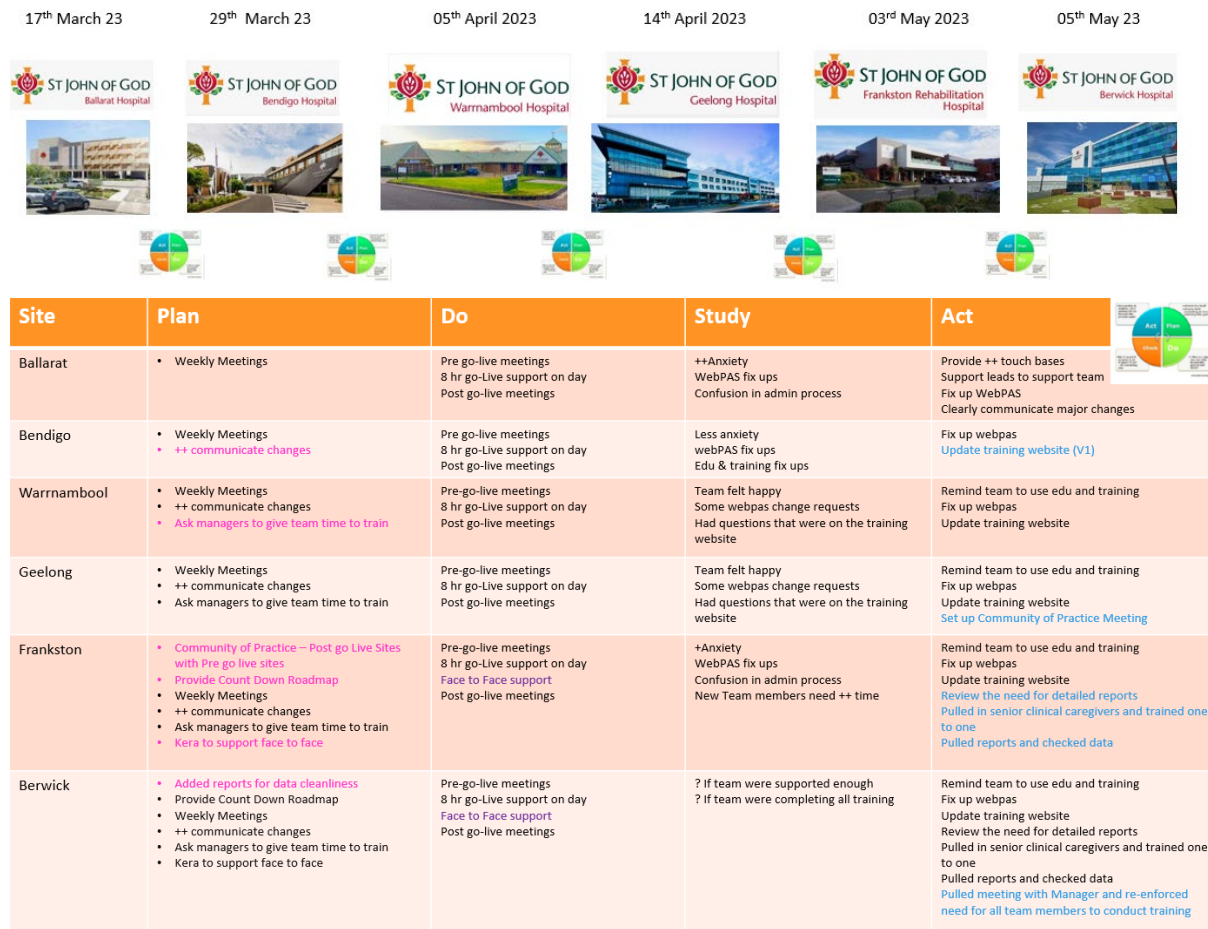 17th March 23
29th March 23
05th April 2023
14th April 2023
03rd May 2023
05th May 23
ST JOHN OF GOD
Ballarat Hospital
ST JOHN OF GOD
Bendigo Hospital
ST JOHN OF GOD
Warrnambool Hospital
ST JOHN OF GOD
Geelong Hospital
ST JOHN OF GOD
Frankston Rehabilitation
Hospital
ST JOHN OF GOD
Berwick Hospital
Act Plan
Check Do
Act Plan
Check Do
Act Plan
Check Do
Act Plan
Check Do
Act Plan
Check Do
Site
Plan
Do
Study
Act
Act Plan
Check Do
Ballarat
• Weekly Meetings
Pre go-live meetings
8 hr go-Live support on day
Post go-live meetings
++Anxiety
WebPAS fix ups
Confusion in admin process
Provide ++ touch bases
Support leads to support team
Fix up WebPAS
Clearly communicate major changes
Bendigo
• Weekly Meetings
• ++ communicate changes
Pre go-live meetings
8 hr go-Live support on day
Post go-live meetings
Less anxiety
webPAS fix ups
Edu & training fix ups
Fix up webpas
Update training website (V1)
Warrnambool
• Weekly Meetings
• ++ communicate changes
• Ask managers to give team time to train
Pre-go-live meetings
8 hr go-Live support on day
Post go-live meetings
Team felt happy
Some webpas change requests
Had questions that were on the training
website
Remind team to use edu and training
Fix up webpas
Update training website
Geelong
• Weekly Meetings
• ++ communicate changes
• Ask managers to give team time to train
Pre-go-live meetings
8 hr go-Live support on day
Post go-live meetings
Team felt happy
Some webpas change requests
Had questions that were on the training
website
Remind team to use edu and training
Fix up webpas
Update training website
Set up Community of Practice Meeting
Frankston
• Community of Practice – Post go Live Sites
with Pre go live sites
• Provide Count Down Roadmap
• Weekly Meetings
• ++ communicate changes
• Ask managers to give team time to train
• Kera to support face to face
Pre-go-live meetings
8 hr go-Live support on day
Face to Face support
Post go-live meetings
+Anxiety
WebPAS fix ups
Confusion in admin process
New Team members need ++ time
Remind team to use edu and training
Fix up webpas
Update training website
Review the need for detailed reports
Pulled in senior clinical caregivers and trained one
to one
Pulled reports and checked data
Berwick
• Added reports for data cleanliness
• Provide Count Down Roadmap
• Weekly Meetings
• ++ communicate changes
• Ask managers to give team time to train
• Kera to support face to face
Pre-go-live meetings
8 hr go-Live support on day
Face to Face support
Post go-live meetings
? If team were supported enough
? If team were completing all training
Remind team to use edu and training
Fix up webpas
Update training website
Review the need for detailed reports
Pulled in senior clinical caregivers and trained one
to one
Pulled reports and checked data
Pulled meeting with Manager and re-enforced
need for all team members to conduct training